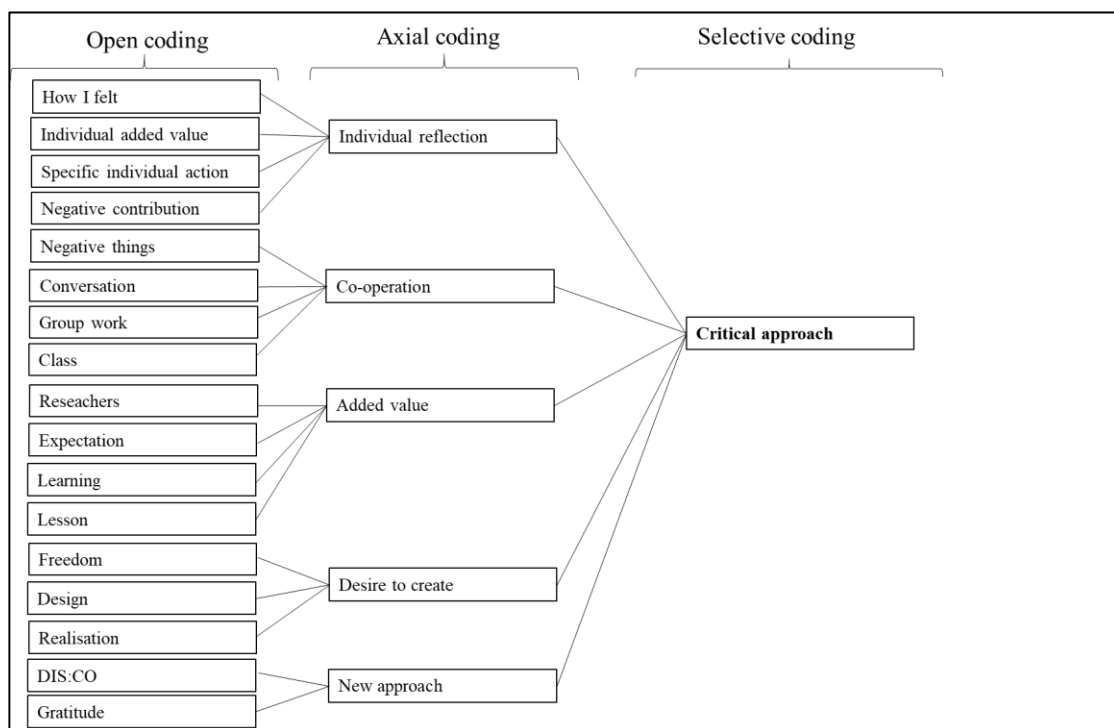 Open coding
Axial coding
Selective coding
How I felt
Individual added value
Specific individual action
Negative contribution
Negative things
Conversation
Group work
Class
Reseachers
Expectation
Learning
Lesson
Freedom
Design
Realisation
DIS:CO
Gratitude
Individual reflection
Co-operation
Added value
Desire to create
New approach
Critical approach